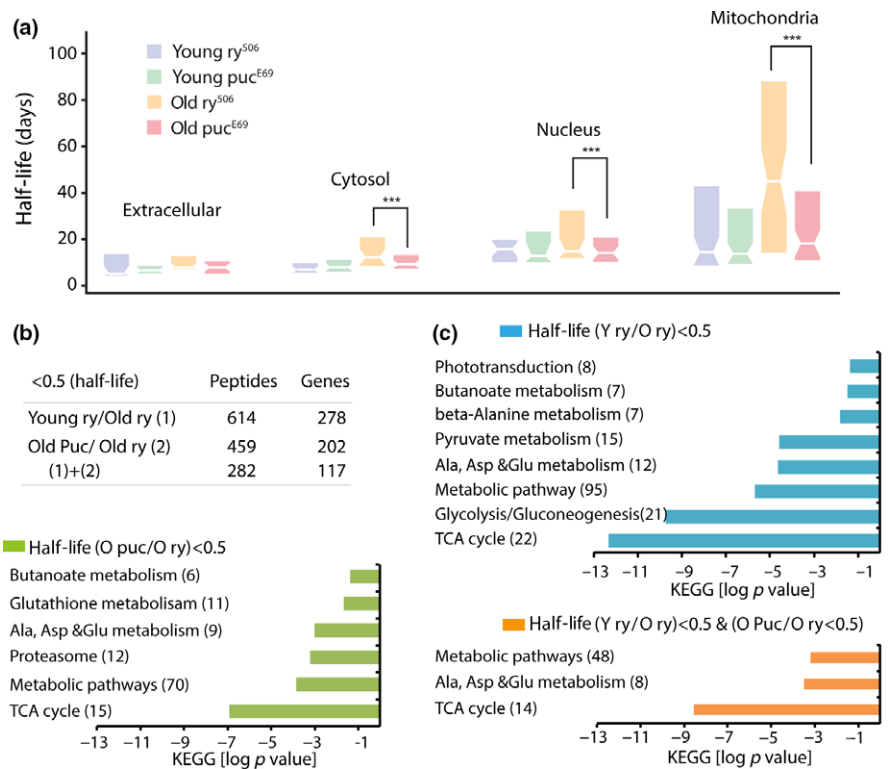 (a)
Half-life (days)
100
80
60
40
20
0
Young ry506
Young pucE69
Old ry506
Old pucE69
Extracellular
Cytosol
***
Nucleus
***
Mitochondria
***
(b)
<0.5 (half-life) Peptides Genes
Young ry/Old ry (1) 614 278
Old Puc/ Old ry (2) 459 202
(1)+(2) 282 117
Half-life (O puc/O ry)<0.5
Butanoate metabolism (6)
Glutathione metabolisam (11)
Ala, Asp &Glu metabolism (9)
Proteasome (12)
Metabolic pathways (70)
TCA cycle (15)
−13 −11 −9 −7 −5 −3 −1
KEGG [log p value]
(c)
Half-life (Y ry/O ry)<0.5
Phototransduction (8)
Butanoate metabolism (7)
beta-Alanine metabolism (7)
Pyruvate metabolism (15)
Ala, Asp &Glu metabolism (12)
Metabolic pathway (95)
Glycolysis/Gluconeogenesis(21)
TCA cycle (22)
−13 −11 −9 −7 −5 −3 −1
KEGG [log p value]
Half-life (Y ry/O ry)<0.5 & (O Puc/O ry<0.5)
Metabolic pathways (48)
Ala, Asp &Glu metabolism (8)
TCA cycle (14)
−13 −11 −9 −7 −5 −3 −1
KEGG [log p value]